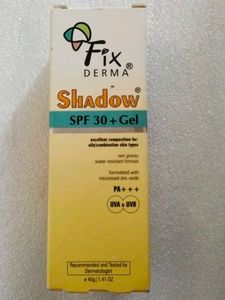 Fix®
DERMA
Shadow®
SPF 30+Gel
excellent composition for
oily/combination skin types
non greasy
water resistant formula
formulated with
micronized zinc oxide
PA+++
UVA & UVB
Recommended and Tested by
Dermatologist
e 40g | 1.41 OZ